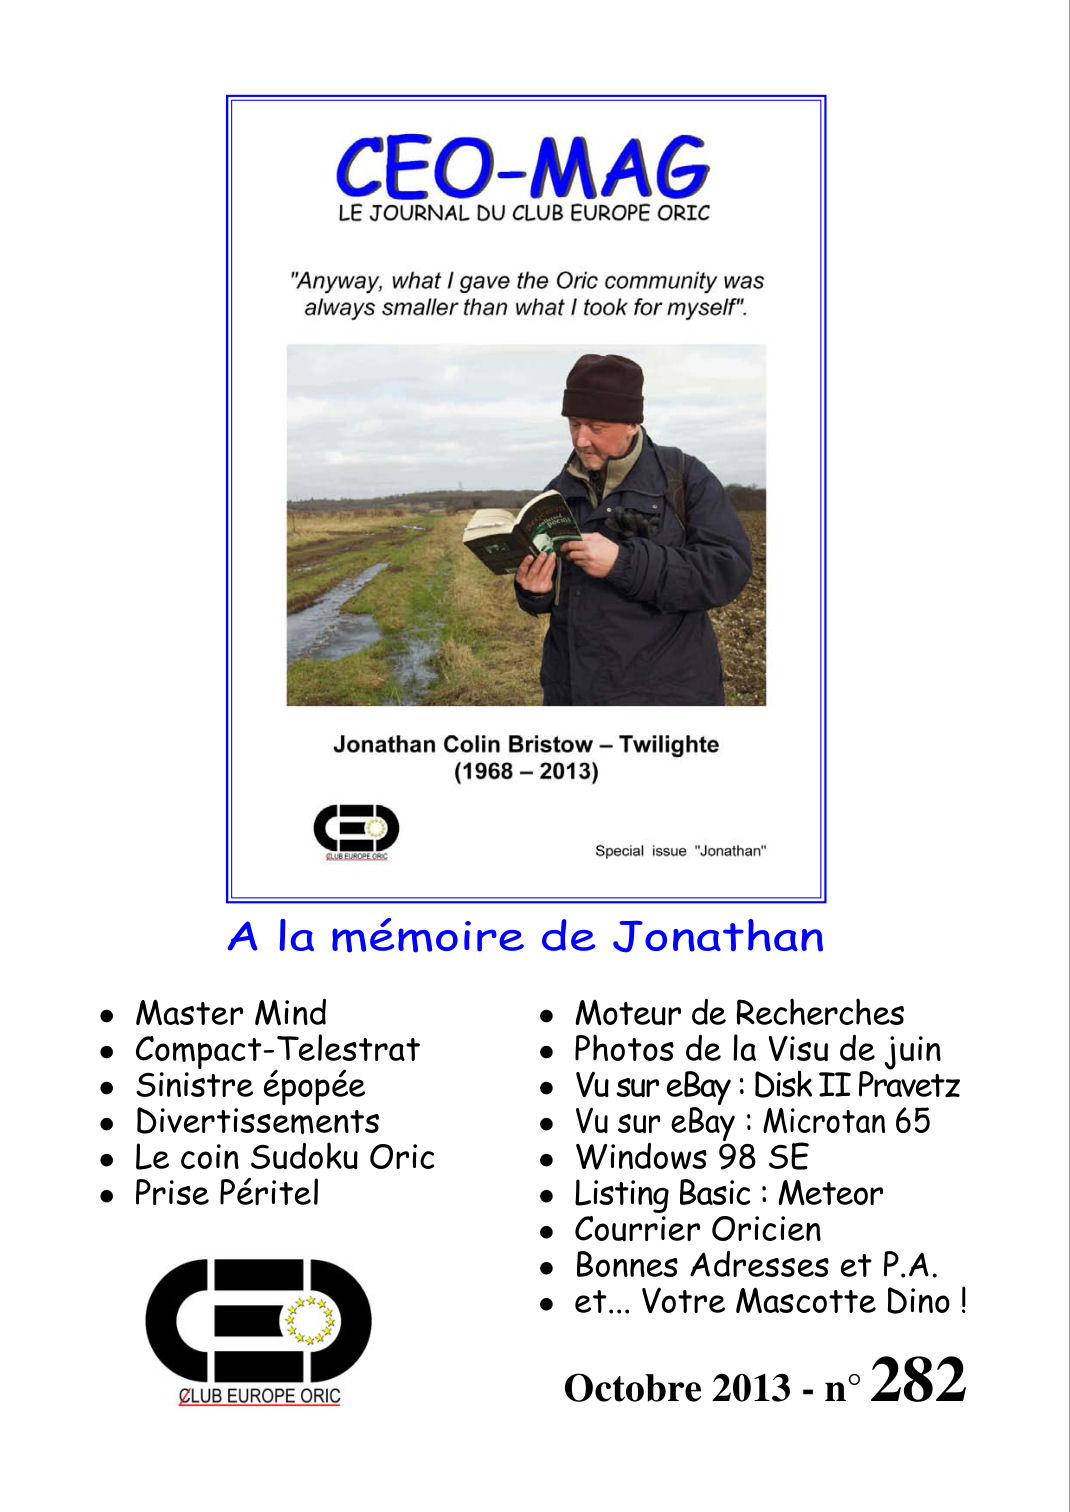 CEO-MAG
LE JOURNAL DU CLUB EUROPE ORIC
"Anyway, what I gave the Oric community was
always smaller than what I took for myself".
poems
Jonathan Colin Bristow – Twilighte
(1968 – 2013)
CLUB EUROPE ORIC
Special issue "Jonathan"
A la mémoire de Jonathan
• Master Mind
• Compact-Telestrat
• Sinistre épopée
• Divertissements
• Le coin Sudoku Oric
• Prise Péritel
• Moteur de Recherches
• Photos de la Visu de juin
• Vu sur eBay : Disk II Pravetz
• Vu sur eBay : Microtan 65
• Windows 98 SE
• Listing Basic : Meteor
• Courrier Oricien
• Bonnes Adresses et P.A.
• et... Votre Mascotte Dino !
CLUB EUROPE ORIC
Octobre 2013 - n° 282